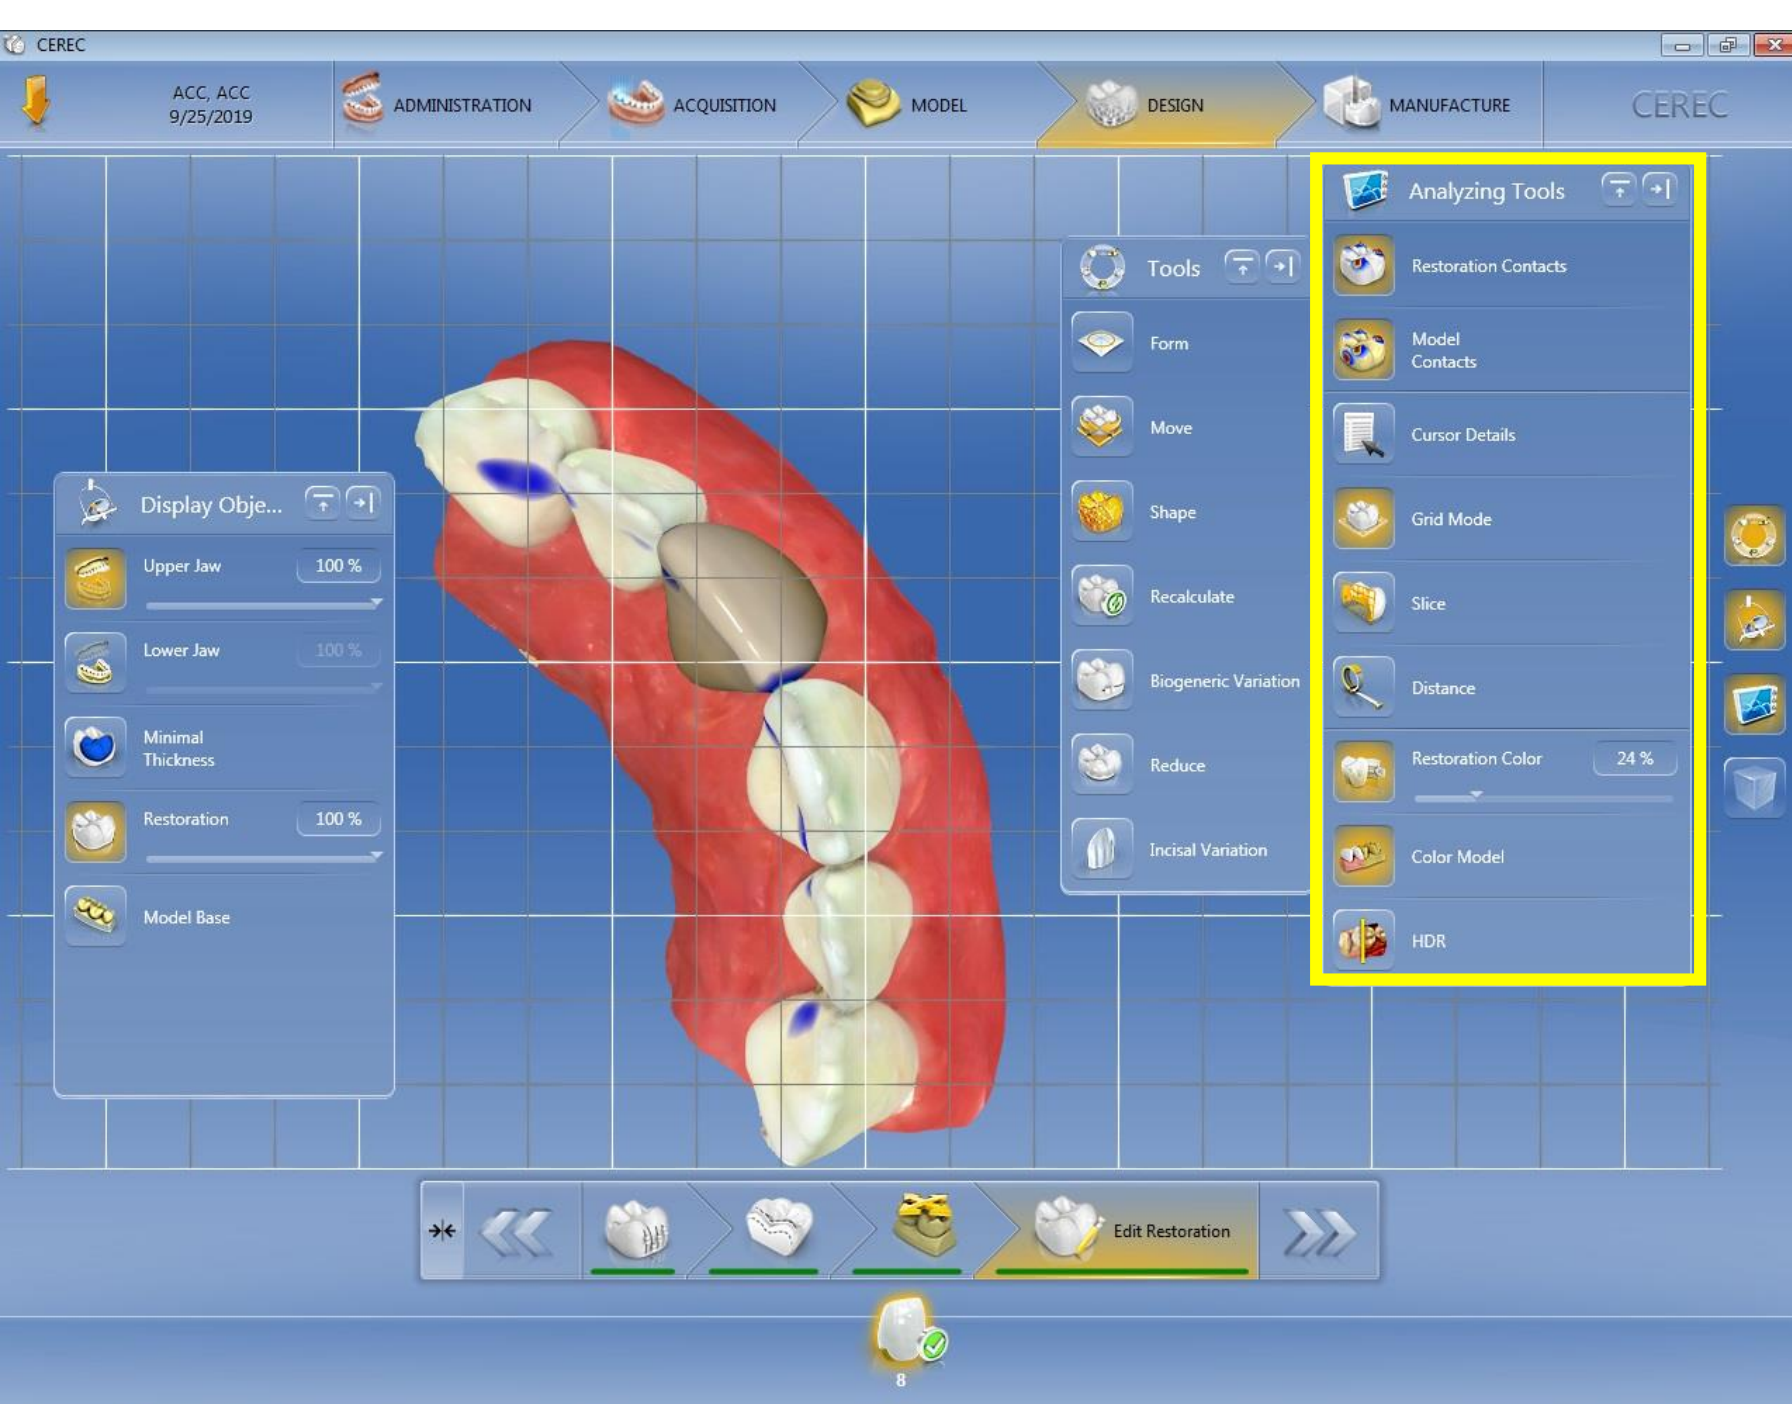 CEREC
ACC, ACC
9/25/2019
ADMINISTRATION
ACQUISITION
MODEL
DESIGN
MANUFACTURE
CEREC
Display Obje...
Upper Jaw
100 %
Lower Jaw
100 %
Minimal
Thickness
Restoration
100 %
Model Base
Tools
Form
Move
Shape
Recalculate
Biogeneric Variation
Reduce
Incisal Variation
Analyzing Tools
Restoration Contacts
Model
Contacts
Cursor Details
Grid Mode
Slice
Distance
Restoration Color
24 %
Color Model
HDR
Edit Restoration
8